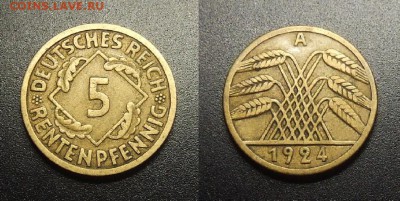 COINS.LAVE.RU
DEUTSCHES REICH
5
RENTENPFENNIG
A
1924